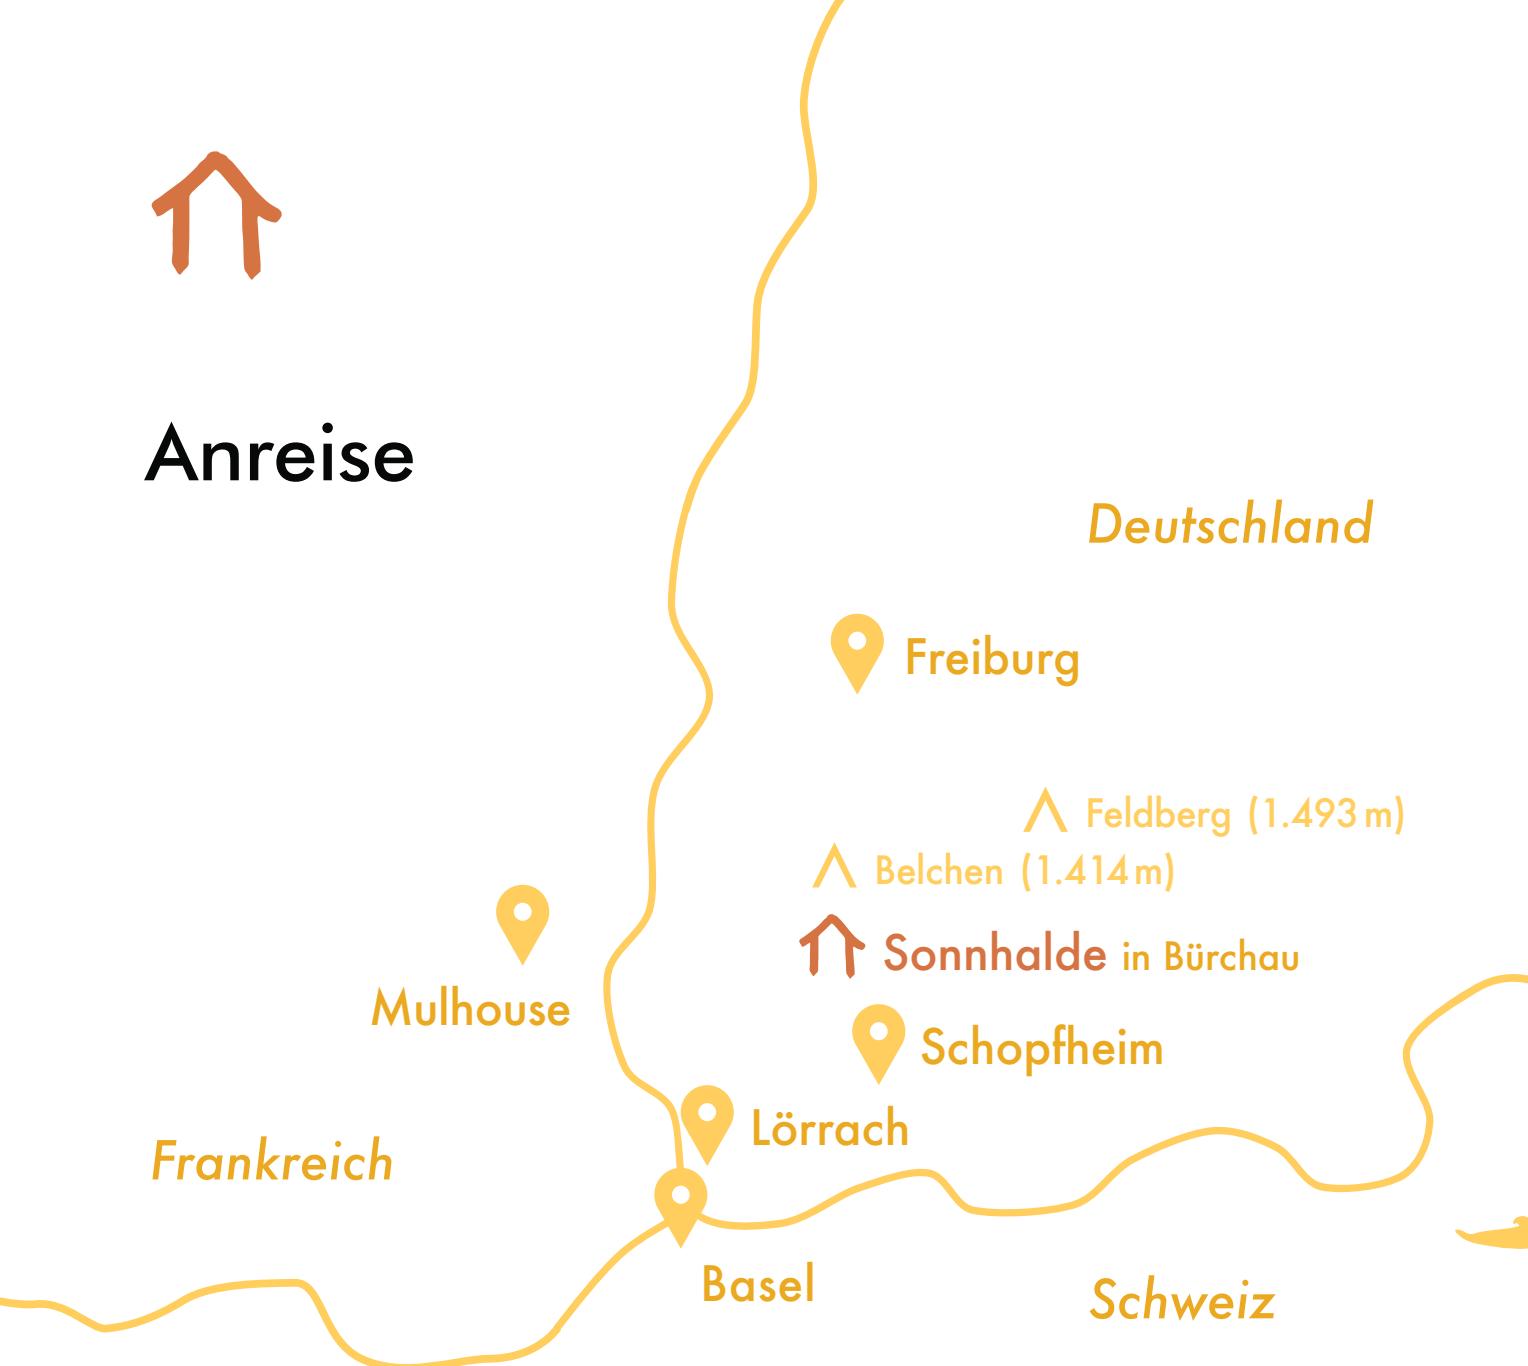 Anreise
Deutschland
Freiburg
Feldberg (1.493 m)
Belchen (1.414 m)
Sonnhalde in Bürchau
Mulhouse
Schopfheim
Lörrach
Frankreich
Basel
Schweiz